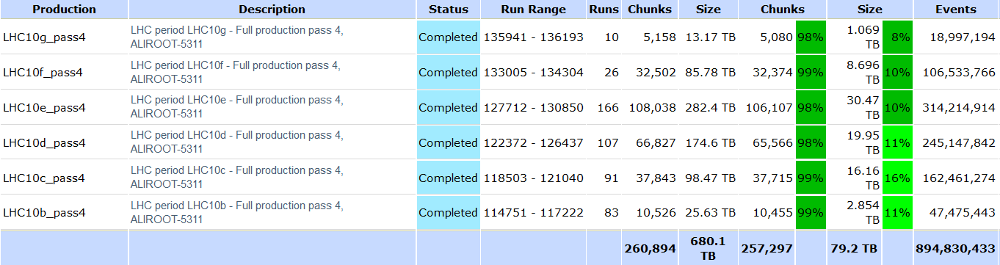 Production Description Status Run Range Runs Chunks Size Chunks Size Events
LHC10g_pass4 LHC period LHC10g - Full production pass 4, ALIROOT-5311 Completed 135941 - 136193 10 5,158 13.17 TB 5,080 98% 1.069 TB 8% 18,997,194
LHC10f_pass4 LHC period LHC10f - Full production pass 4, ALIROOT-5311 Completed 133005 - 134304 26 32,502 85.78 TB 32,374 99% 8.696 TB 10% 106,533,766
LHC10e_pass4 LHC period LHC10e - Full production pass 4, ALIROOT-5311 Completed 127712 - 130850 166 108,038 282.4 TB 106,107 98% 30.47 TB 10% 314,214,914
LHC10d_pass4 LHC period LHC10d - Full production pass 4, ALIROOT-5311 Completed 122372 - 126437 107 66,827 174.6 TB 65,566 98% 19.95 TB 11% 245,147,842
LHC10c_pass4 LHC period LHC10c - Full production pass 4, ALIROOT-5311 Completed 118503 - 121040 91 37,843 98.47 TB 37,715 99% 16.16 TB 16% 162,461,274
LHC10b_pass4 LHC period LHC10b - Full production pass 4, ALIROOT-5311 Completed 114751 - 117222 83 10,526 25.63 TB 10,455 99% 2.854 TB 11% 47,475,443
260,894 680.1 TB 257,297 79.2 TB 894,830,433